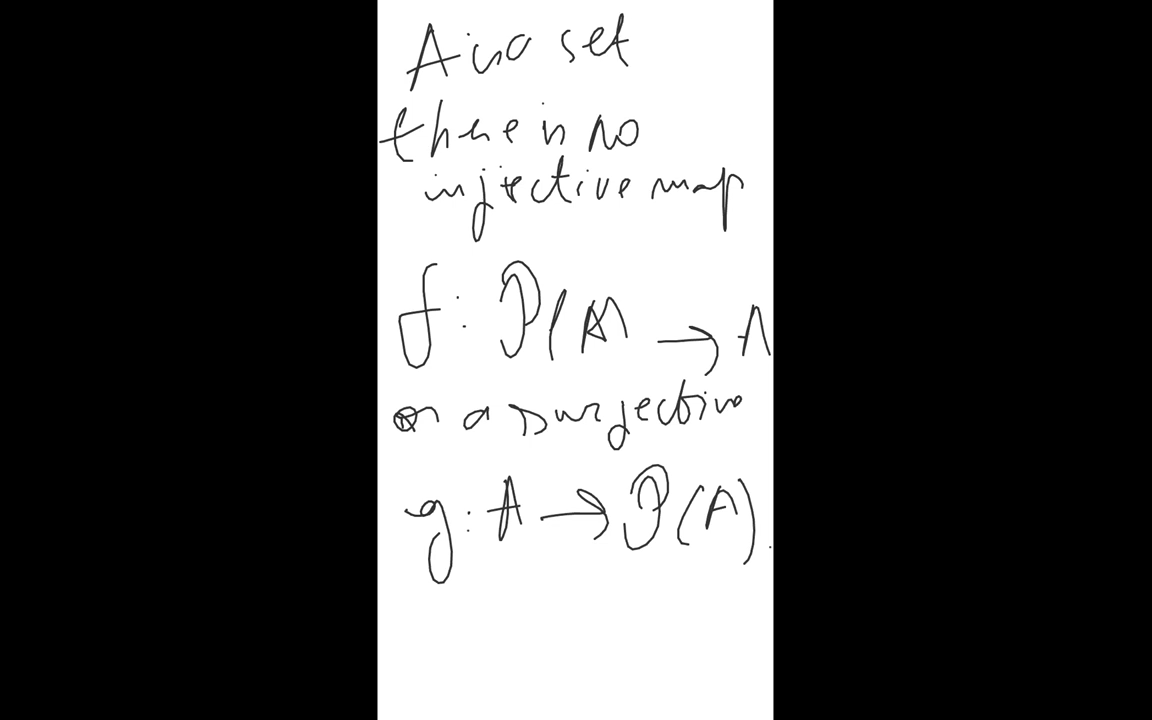 A is a set
there is no
injective map
f: P(A) → A
or a surjective
g: A → P(A).